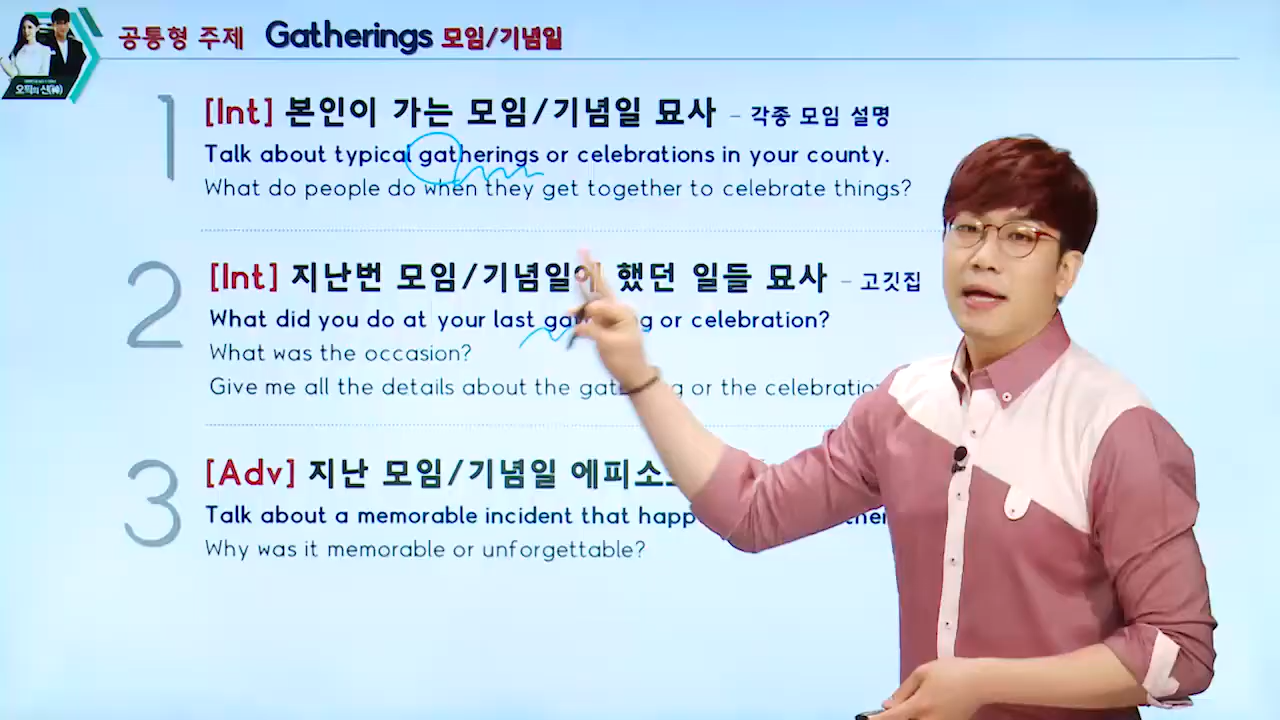 공통형 주제 Gatherings 모임/기념일
오픽의 신(神)
1 [Int] 본인이 가는 모임/기념일 묘사 - 각종 모임 설명
Talk about typical gatherings or celebrations in your county.
What do people do when they get together to celebrate things?
2 [Int] 지난번 모임/기념일에 했던 일들 묘사 - 고깃집
What did you do at your last or celebration?
What was the occasion?
Give me all the details about the or the
3 [Adv] 지난 모임/기념일
Talk about a memorable incident that
Why was it memorable or unforgettable?